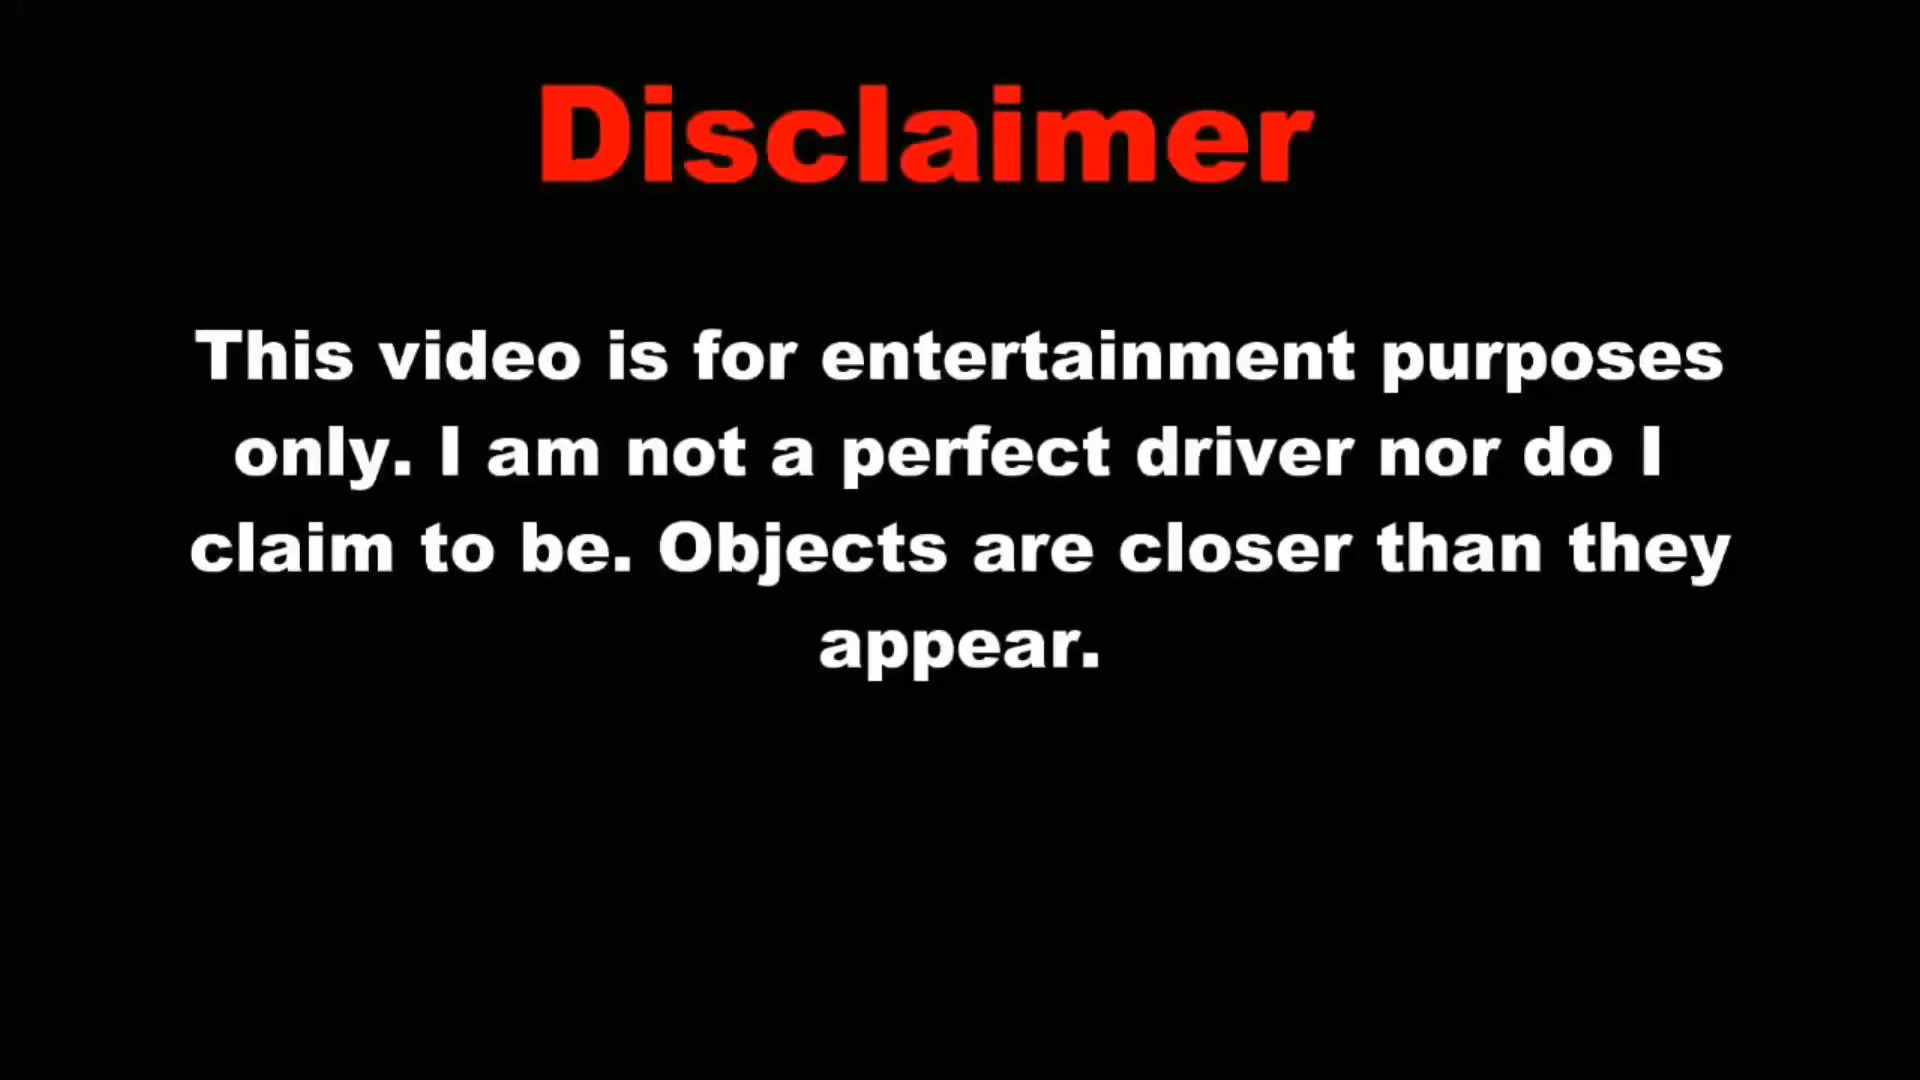 Disclaimer
This video is for entertainment purposes
only. I am not a perfect driver nor do I
claim to be. Objects are closer than they
appear.